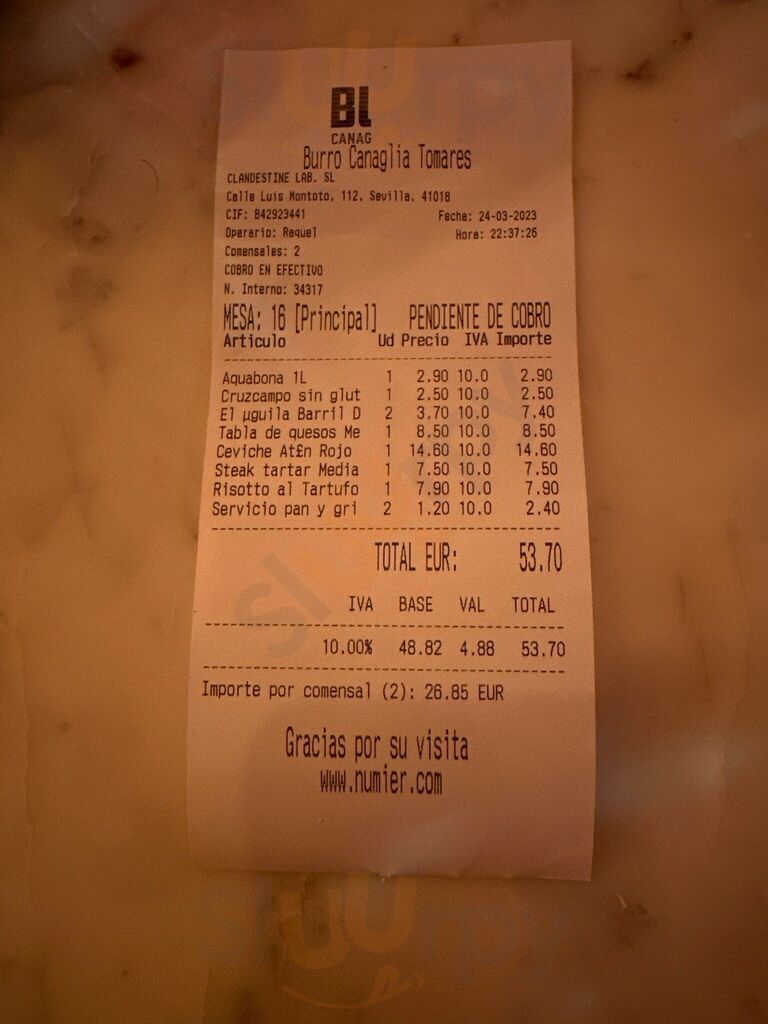 BL
CANAG
Burro Canaglia Tomares
CLANDESTINE LAB. SL
Calle Luis Montoto, 112, Sevilla, 41018
CIF: B42923441 Fecha: 24-03-2023
Operario: Raquel Hora: 22:37:26
Comensales: 2
COBRO EN EFECTIVO
N. Interno: 34317
MESA: 16 [Principal] PENDIENTE DE COBRO
Articulo Ud Precio IVA Importe
Aquabona 1L 1 2.90 10.0 2.90
Cruzcampo sin glut 1 2.50 10.0 2.50
El µguila Barril D 2 3.70 10.0 7.40
Tabla de quesos Me 1 8.50 10.0 8.50
Ceviche At£n Rojo 1 14.60 10.0 14.60
Steak tartar Media 1 7.50 10.0 7.50
Risotto al Tartufo 1 7.90 10.0 7.90
Servicio pan y gri 2 1.20 10.0 2.40
TOTAL EUR: 53.70
IVA BASE VAL TOTAL
10.00% 48.82 4.88 53.70
Importe por comensal (2): 26.85 EUR
Gracias por su visita
www.numier.com